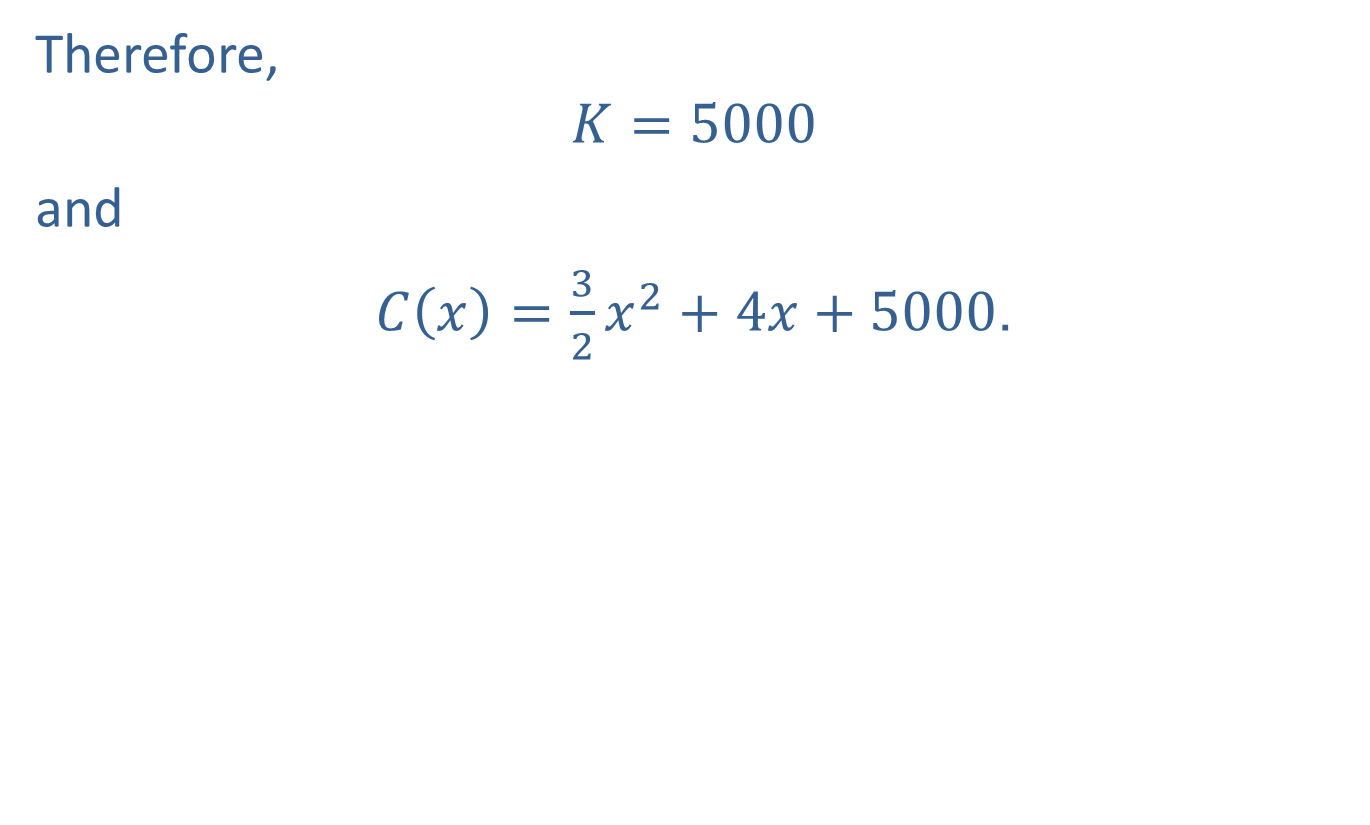 Therefore,
K = 5000
and
C(x) = 3/2 x² + 4x + 5000.